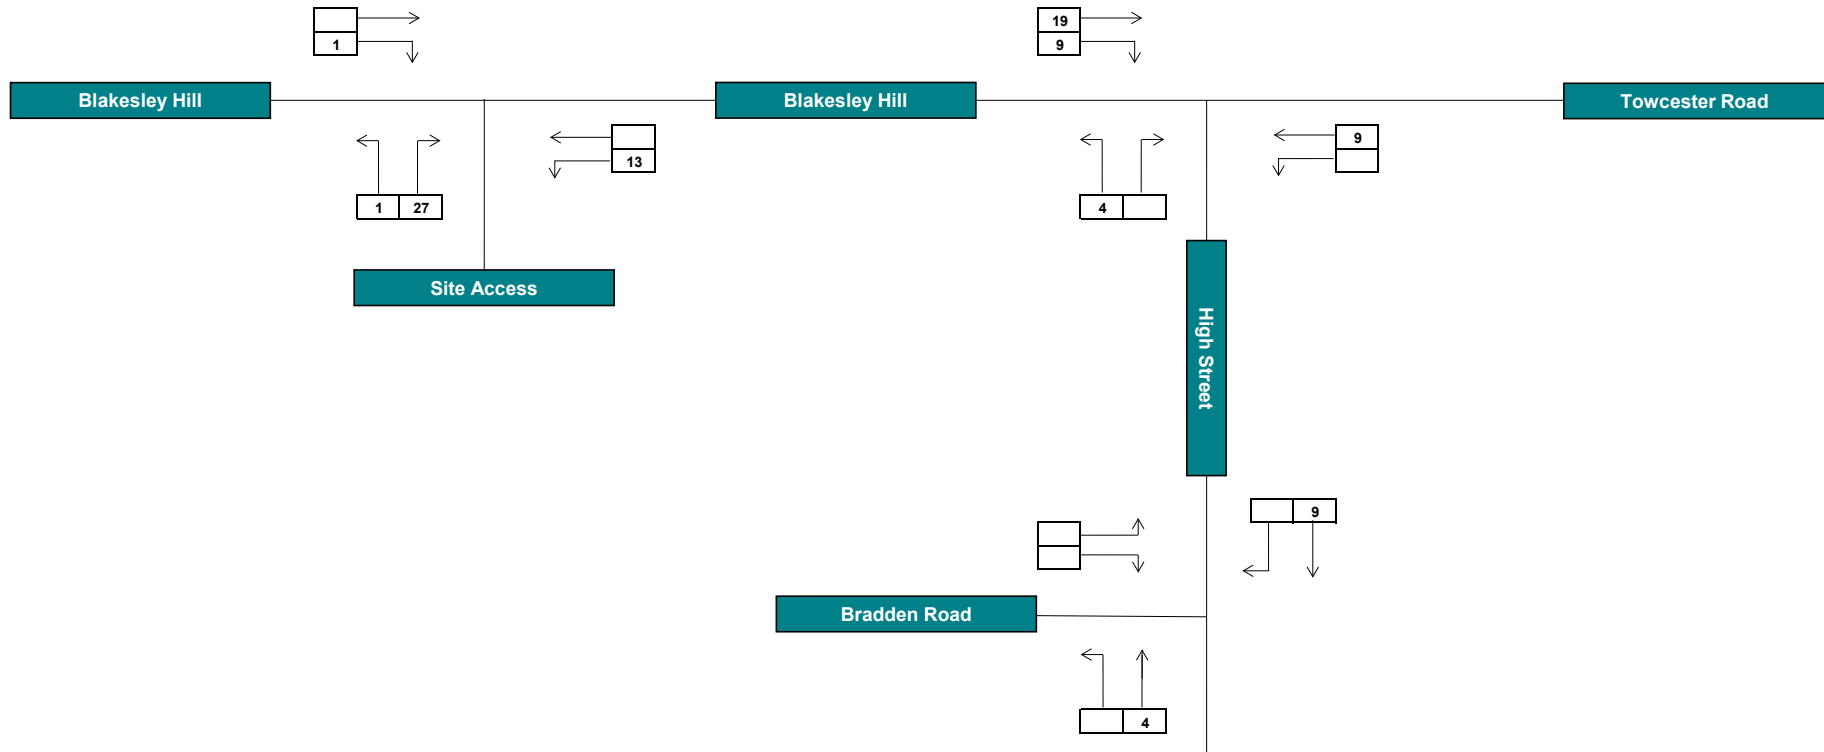 19
1
9
Blakesley Hill
Blakesley Hill
Towcester Road
9
13
1 27
4
Site Access
High Street
9
Bradden Road
4